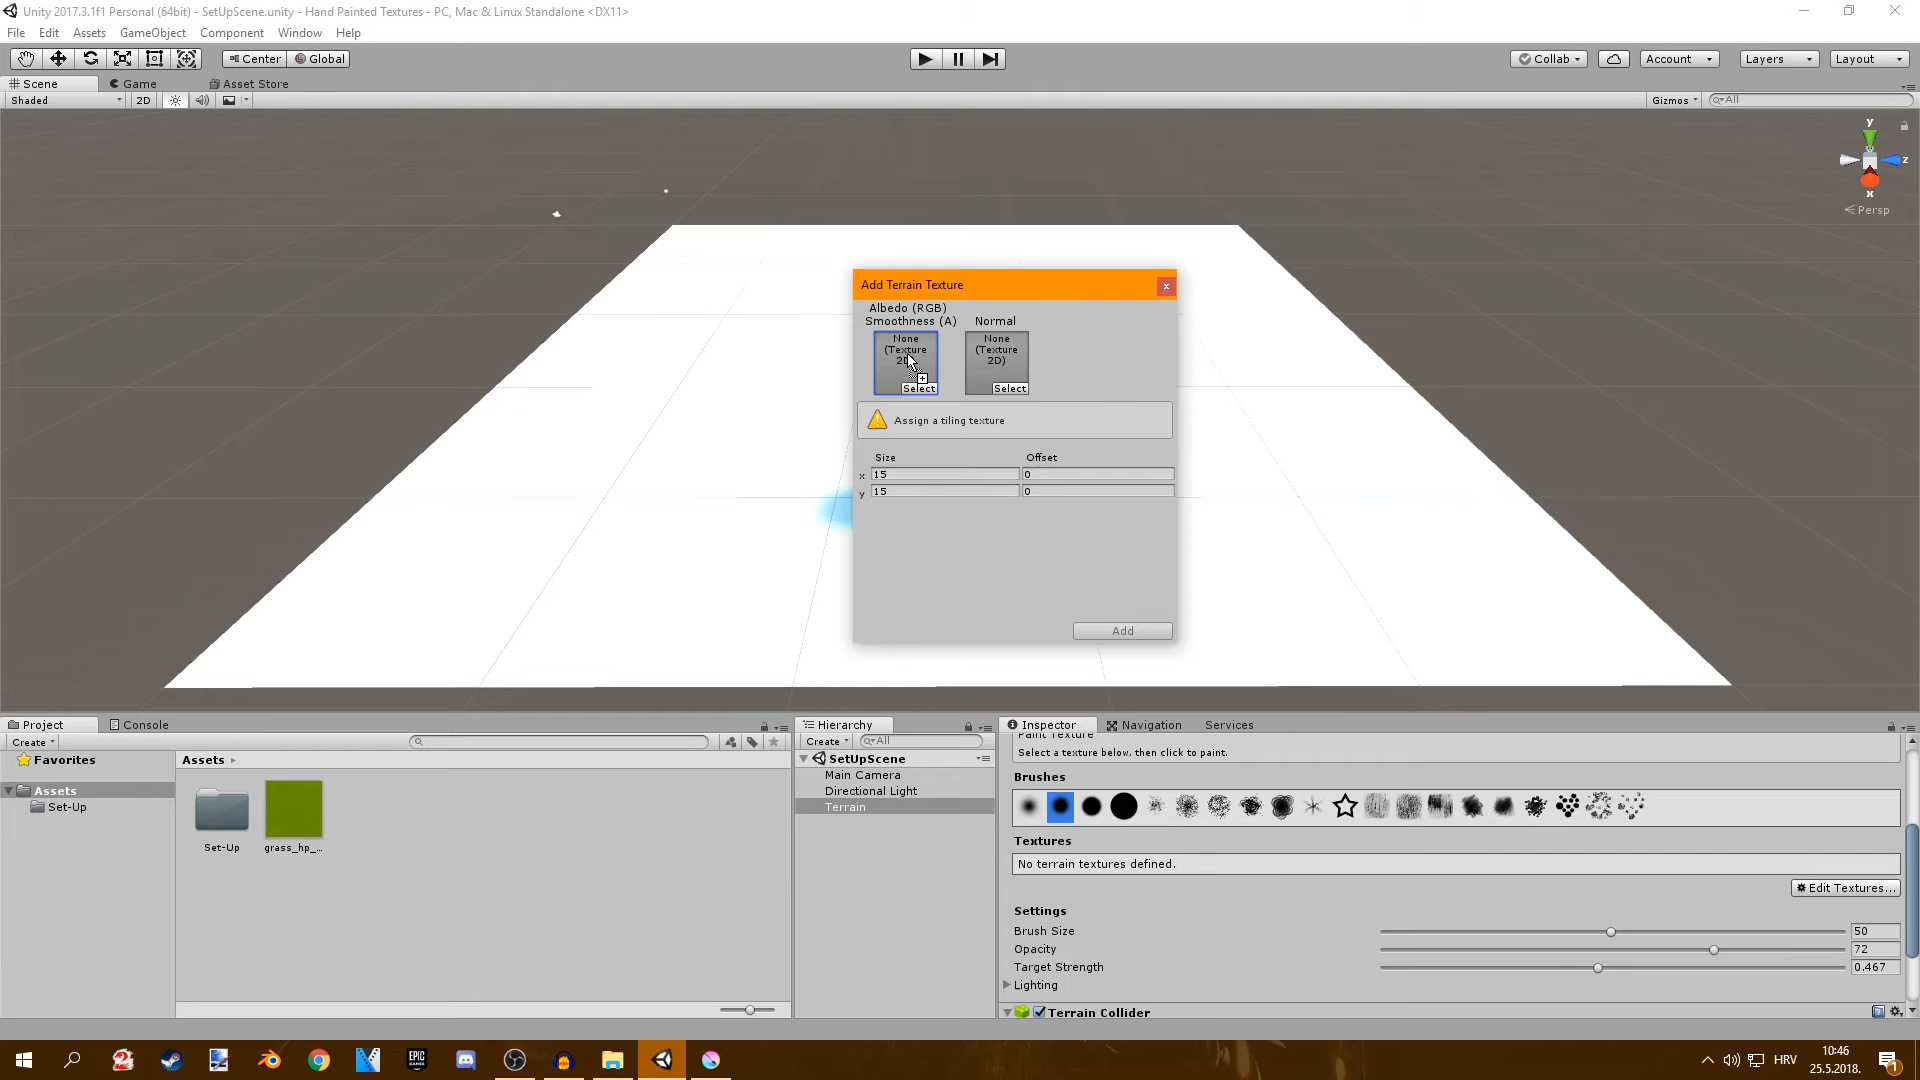 Unity 2017.3.1f1 Personal (64bit) - SetUpScene.unity - Hand Painted Textures - PC, Mac & Linux Standalone <DX11>
File Edit Assets GameObject Component Window Help
Center Global Collab Account Layers Layout
Scene Game Asset Store
Shaded 2D Gizmos All
y
z
x
Persp
Add Terrain Texture
x
Albedo (RGB)
Smoothness (A) Normal
None None
(Texture (Texture
2D)
Select Select
Assign a tiling texture
Size Offset
x 15 0
y 15 0
Add
Project Console
Create
Favorites
Assets
Set-Up
Assets
Set-Up grass_hp_...
Hierarchy
Create All
SetUpScene
Main Camera
Directional Light
Terrain
Inspector Navigation Services
Paint Texture
Select a texture below, then click to paint.
Brushes
Textures
No terrain textures defined.
Edit Textures...
Settings
Brush Size 50
Opacity 72
Target Strength 0.467
Lighting
Terrain Collider
EPIC
GAMES
HRV 10:46
25.5.2018.
1